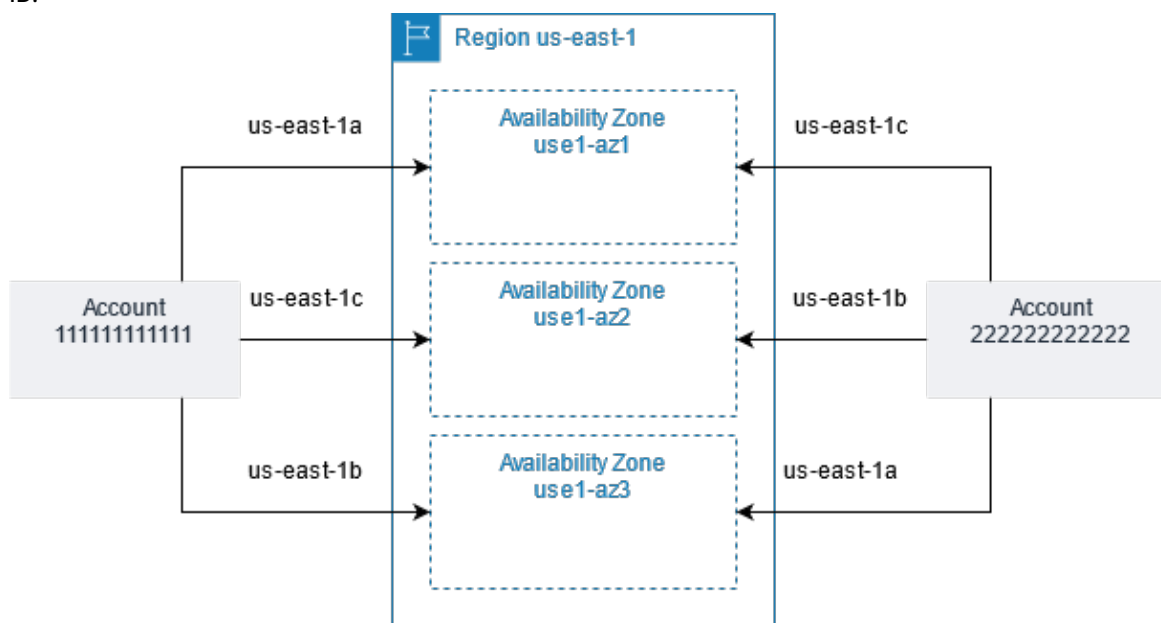 ID.
Region us-east-1
Availability Zone
use1-az1
us-east-1a
us-east-1c
Availability Zone
use1-az2
us-east-1c
us-east-1b
Account
111111111111
Account
222222222222
Availability Zone
use1-az3
us-east-1b
us-east-1a